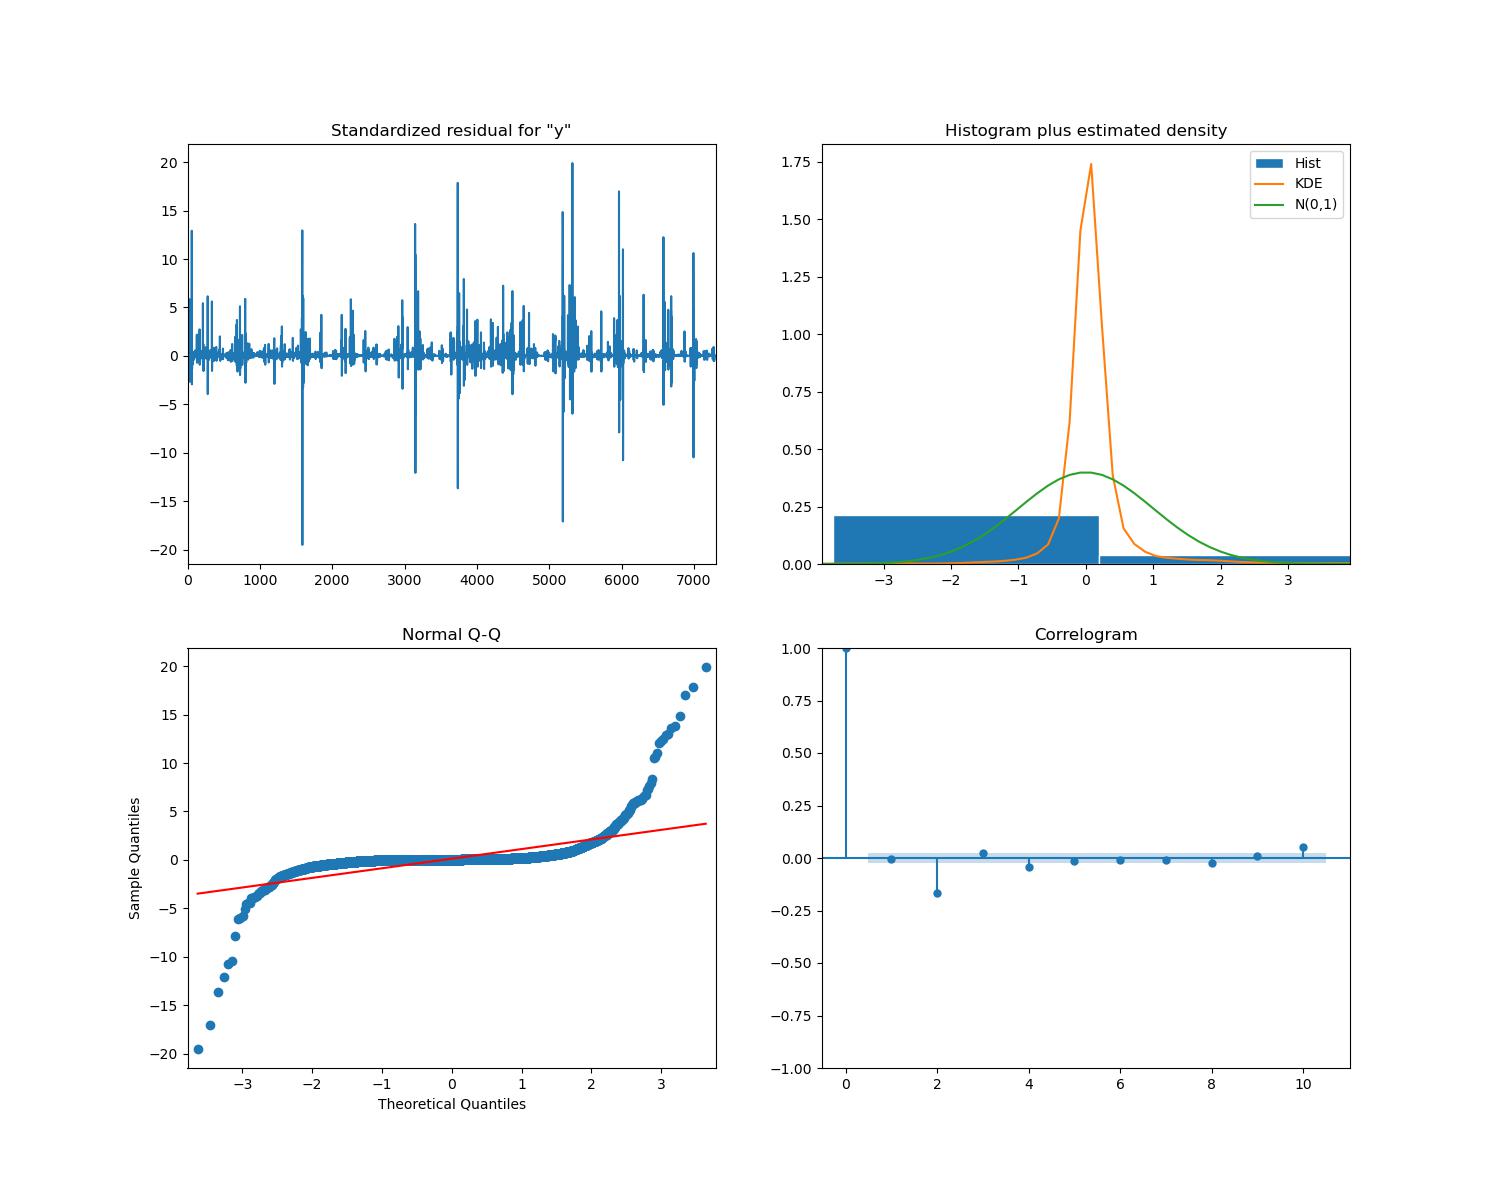 Standardized residual for "y"
20
15
10
5
0
−5
−10
−15
−20
0 1000 2000 3000 4000 5000 6000 7000
Histogram plus estimated density
1.75
1.50
1.25
1.00
0.75
0.50
0.25
0.00
−3 −2 −1 0 1 2 3
Hist
KDE
N(0,1)
Normal Q-Q
Sample Quantiles
20
15
10
5
0
−5
−10
−15
−20
−3 −2 −1 0 1 2 3
Theoretical Quantiles
Correlogram
1.00
0.75
0.50
0.25
0.00
−0.25
−0.50
−0.75
−1.00
0 2 4 6 8 10